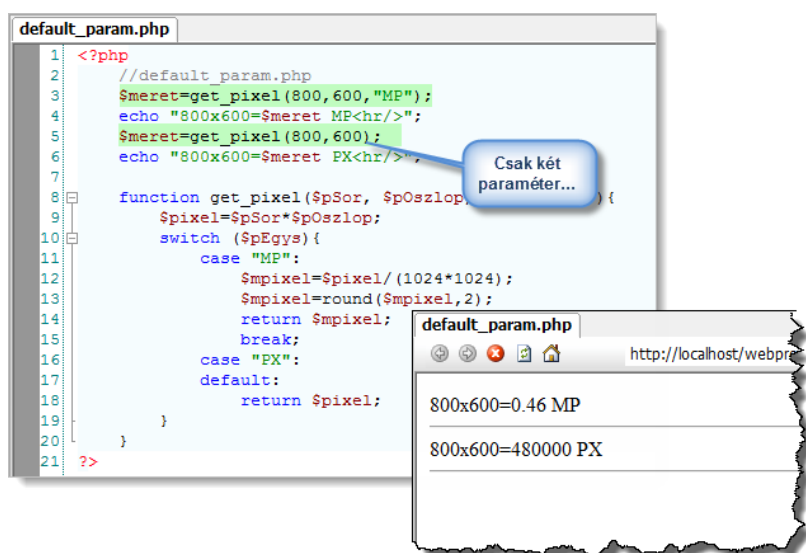 default_param.php
1 <?php
2 //default_param.php
3 $meret=get_pixel(800,600,"MP");
4 echo "800x600=$meret MP<hr/>";
5 $meret=get_pixel(800,600);
6 echo "800x600=$meret PX<hr/>";
7
8 function get_pixel($pSor, $pOszlop, ){
9 $pixel=$pSor*$pOszlop;
10 switch ($pEgys){
11 case "MP":
12 $mpixel=$pixel/(1024*1024);
13 $mpixel=round($mpixel,2);
14 return $mpixel;
15 break;
16 case "PX":
17 default:
18 return $pixel;
19 }
20 }
21 ?>
Csak két
paraméter...
default_param.php
http://localhost/webpr
800x600=0.46 MP
800x600=480000 PX